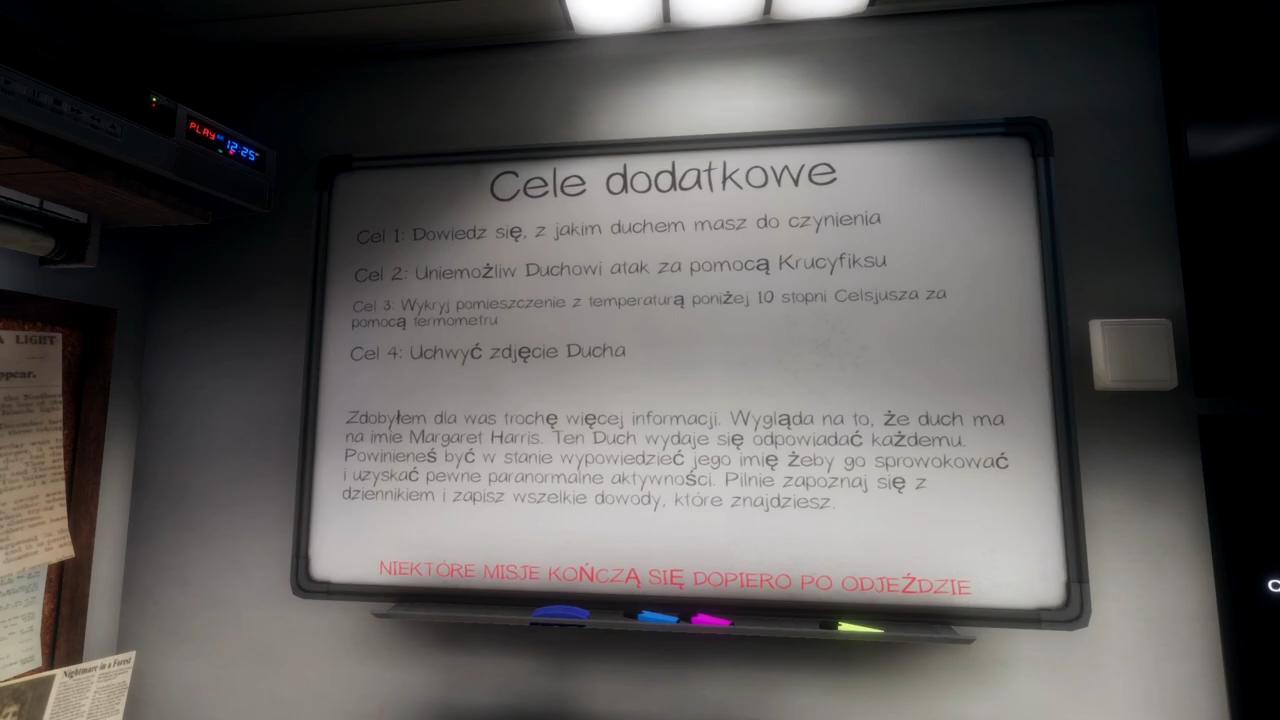 PLAY 12:25
Cele dodatkowe
Cel 1: Dowiedz się, z jakim duchem masz do czynienia
Cel 2: Uniemożliw Duchowi atak za pomocą Krucyfiksu
Cel 3: Wykryj pomieszczenie z temperaturą poniżej 10 stopni Celsjusza za
pomocą termometru
Cel 4: Uchwyć zdjęcie Ducha
Zdobyłem dla was trochę więcej informacji. Wygląda na to, że duch ma
na imie Margaret Harris. Ten Duch wydaje się odpowiadać każdemu.
Powinieneś być w stanie wypowiedzieć jego imię żeby go sprowokować
i uzyskać pewne paranormalne aktywności. Pilnie zapoznaj się z
dziennikiem i zapisz wszelkie dowody, które znajdziesz.
NIEKTÓRE MISJE KOŃCZĄ SIĘ DOPIERO PO ODJEŹDZIE
A LIGHT
ppear.
Nightmare in a Forest